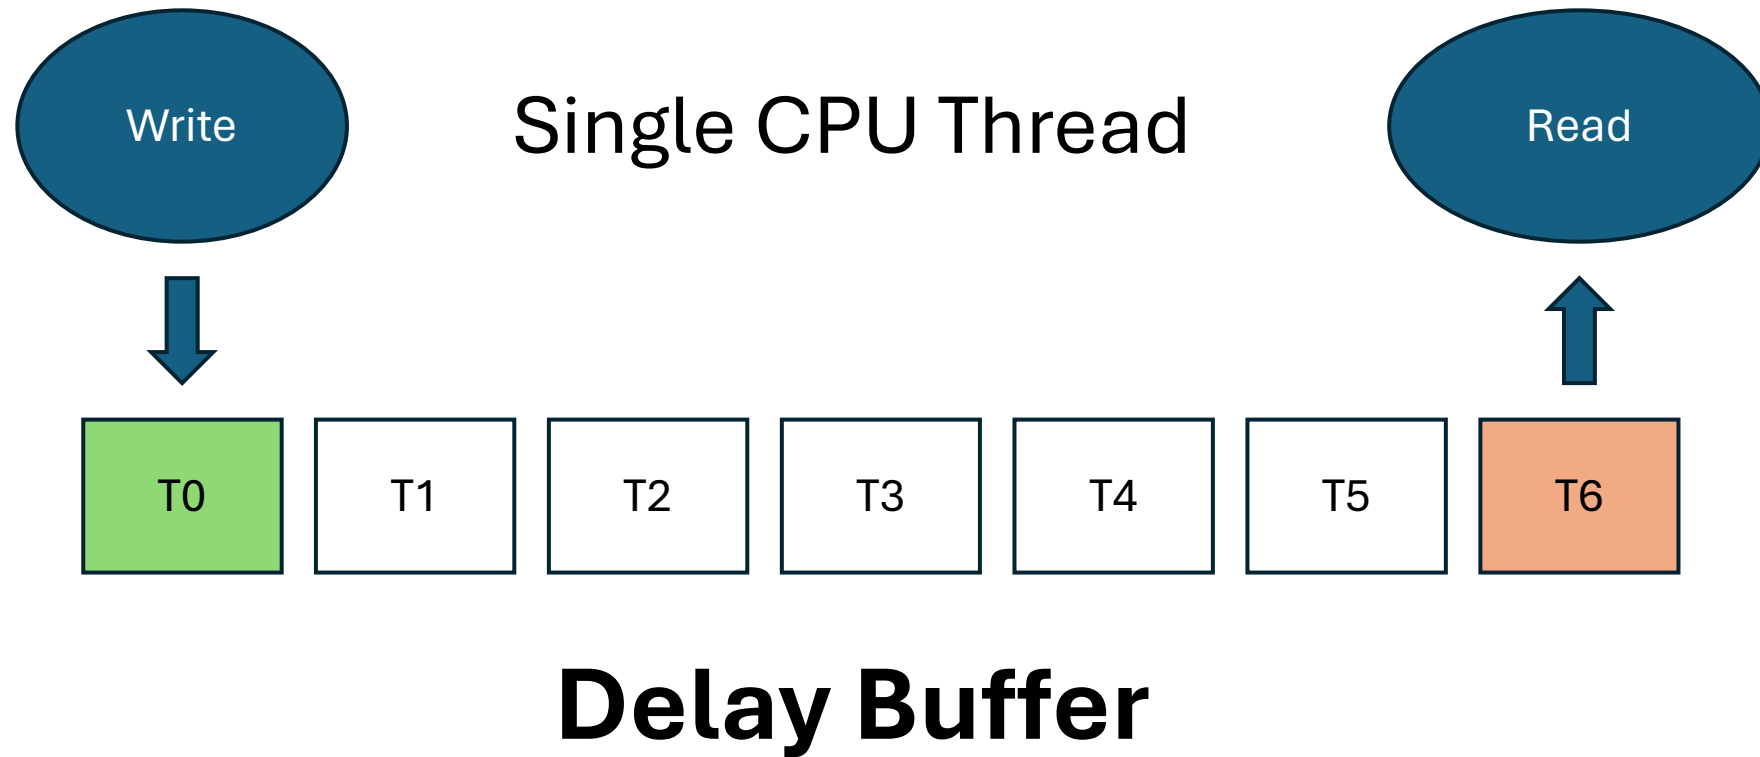 Write
Single CPU Thread
Read
T0
T1
T2
T3
T4
T5
T6
Delay Buffer